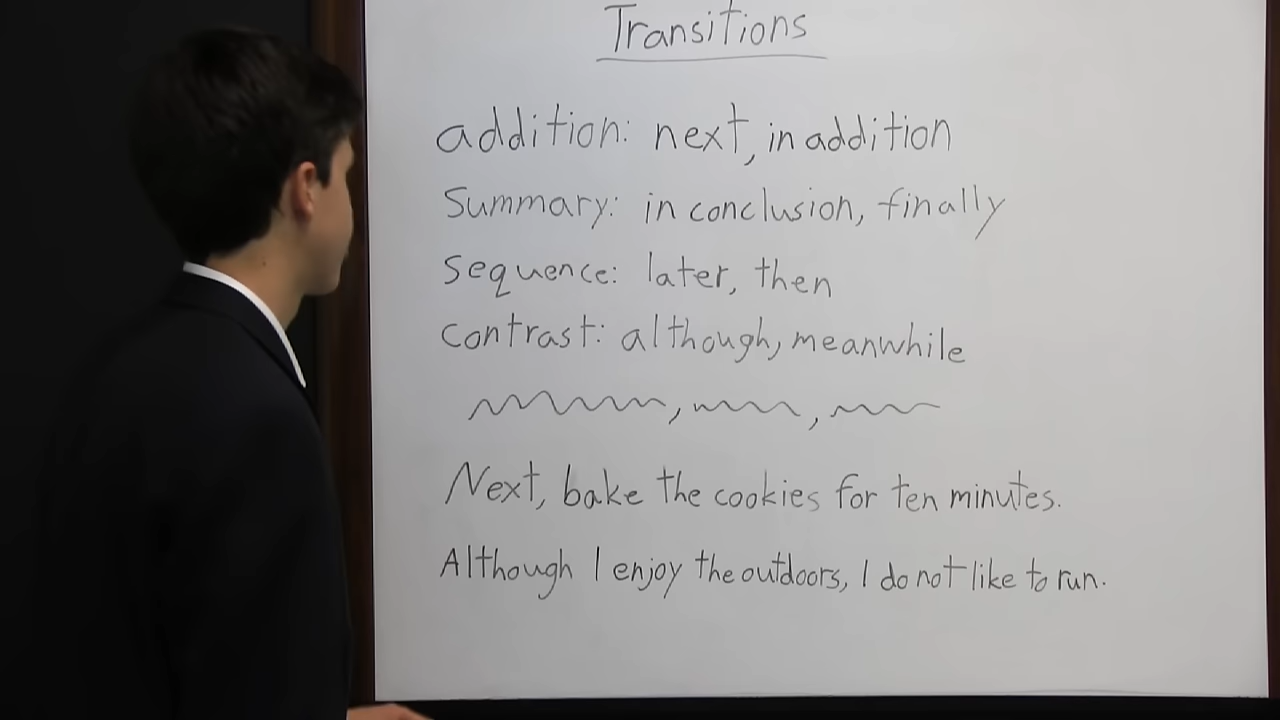 Transitions
addition: next, in addition
Summary: in conclusion, finally
sequence: later, then
contrast: although, meanwhile
Next, bake the cookies for ten minutes.
Although I enjoy the outdoors, I do not like to run.